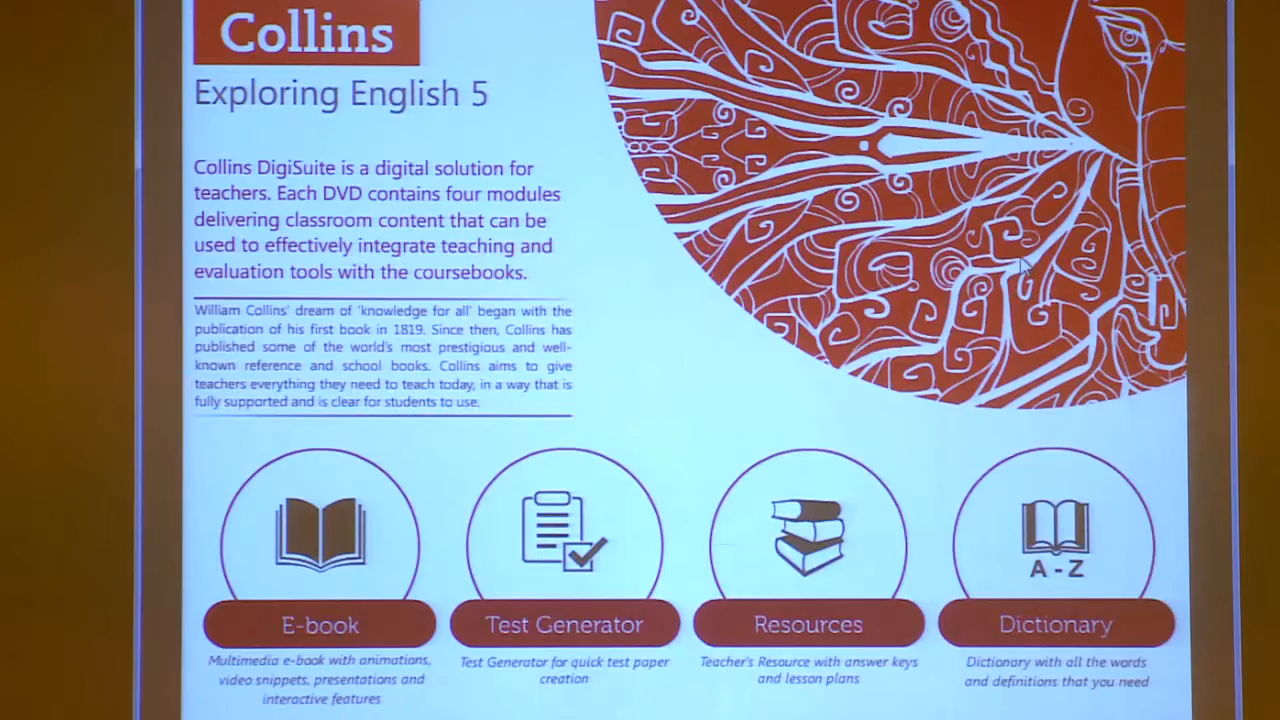 Collins
Exploring English 5
Collins DigiSuite is a digital solution for
teachers. Each DVD contains four modules
delivering classroom content that can be
used to effectively integrate teaching and
evaluation tools with the coursebooks.
William Collins' dream of 'knowledge for all' began with the
publication of his first book in 1819. Since then, Collins has
published some of the world's most prestigious and well-
known reference and school books. Collins aims to give
teachers everything they need to teach today, in a way that is
fully supported and is clear for students to use.
A - Z
E-book
Test Generator
Resources
Dictionary
Multimedia e-book with animations,
video snippets, presentations and
interactive features
Test Generator for quick test paper
creation
Teacher's Resource with answer keys
and lesson plans
Dictionary with all the words
and definitions that you need